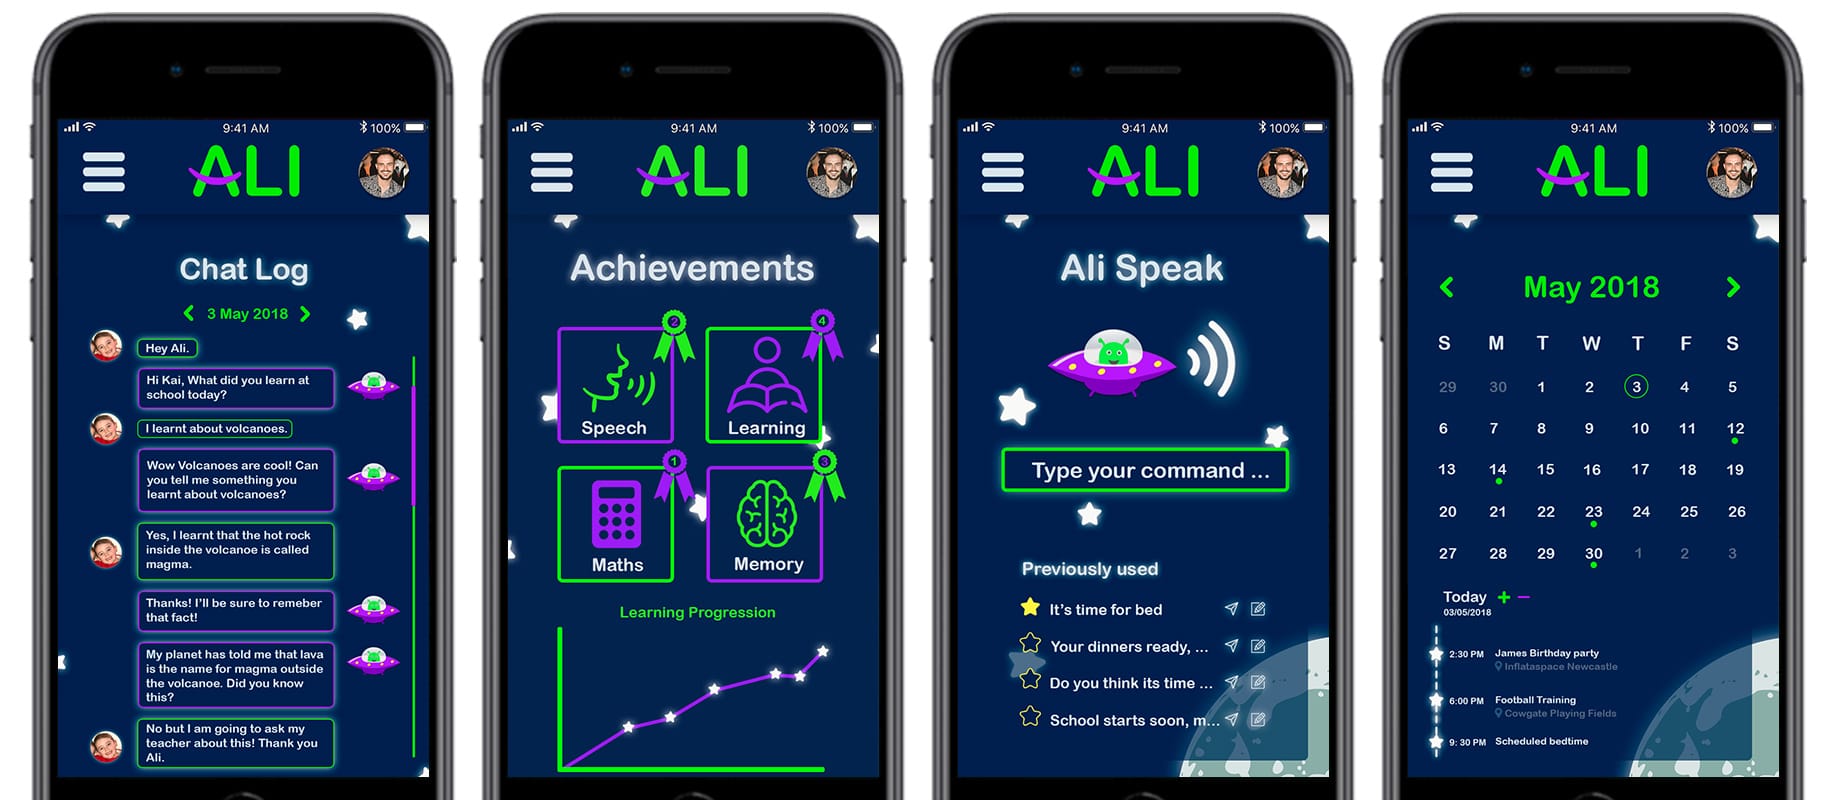 9:41 AM
100%
ALI
Chat Log
3 May 2018
Hey Ali.
Hi Kai, What did you learn at
school today?
I learnt about volcanoes.
Wow Volcanoes are cool! Can
you tell me something you
learnt about volcanoes?
Yes, I learnt that the hot rock
inside the volcanoe is called
magma.
Thanks! I'll be sure to remeber
that fact!
My planet has told me that lava
is the name for magma outside
the volcanoe. Did you know
this?
No but I am going to ask my
teacher about this! Thank you
Ali.
9:41 AM
100%
ALI
Achievements
2
4
Speech
Learning
1
3
Maths
Memory
Learning Progression
9:41 AM
100%
ALI
Ali Speak
Type your command ...
Previously used
It's time for bed
Your dinners ready, ...
Do you think its time ...
School starts soon, m...
9:41 AM
100%
ALI
May 2018
S M T W T F S
29 30 1 2 3 4 5
6 7 8 9 10 11 12
13 14 15 16 17 18 19
20 21 22 23 24 25 26
27 28 29 30 1 2 3
Today + −
03/05/2018
2:30 PM James Birthday party
Inflataspace Newcastle
6:00 PM Football Training
Cowgate Playing Fields
9: 30 PM Scheduled bedtime